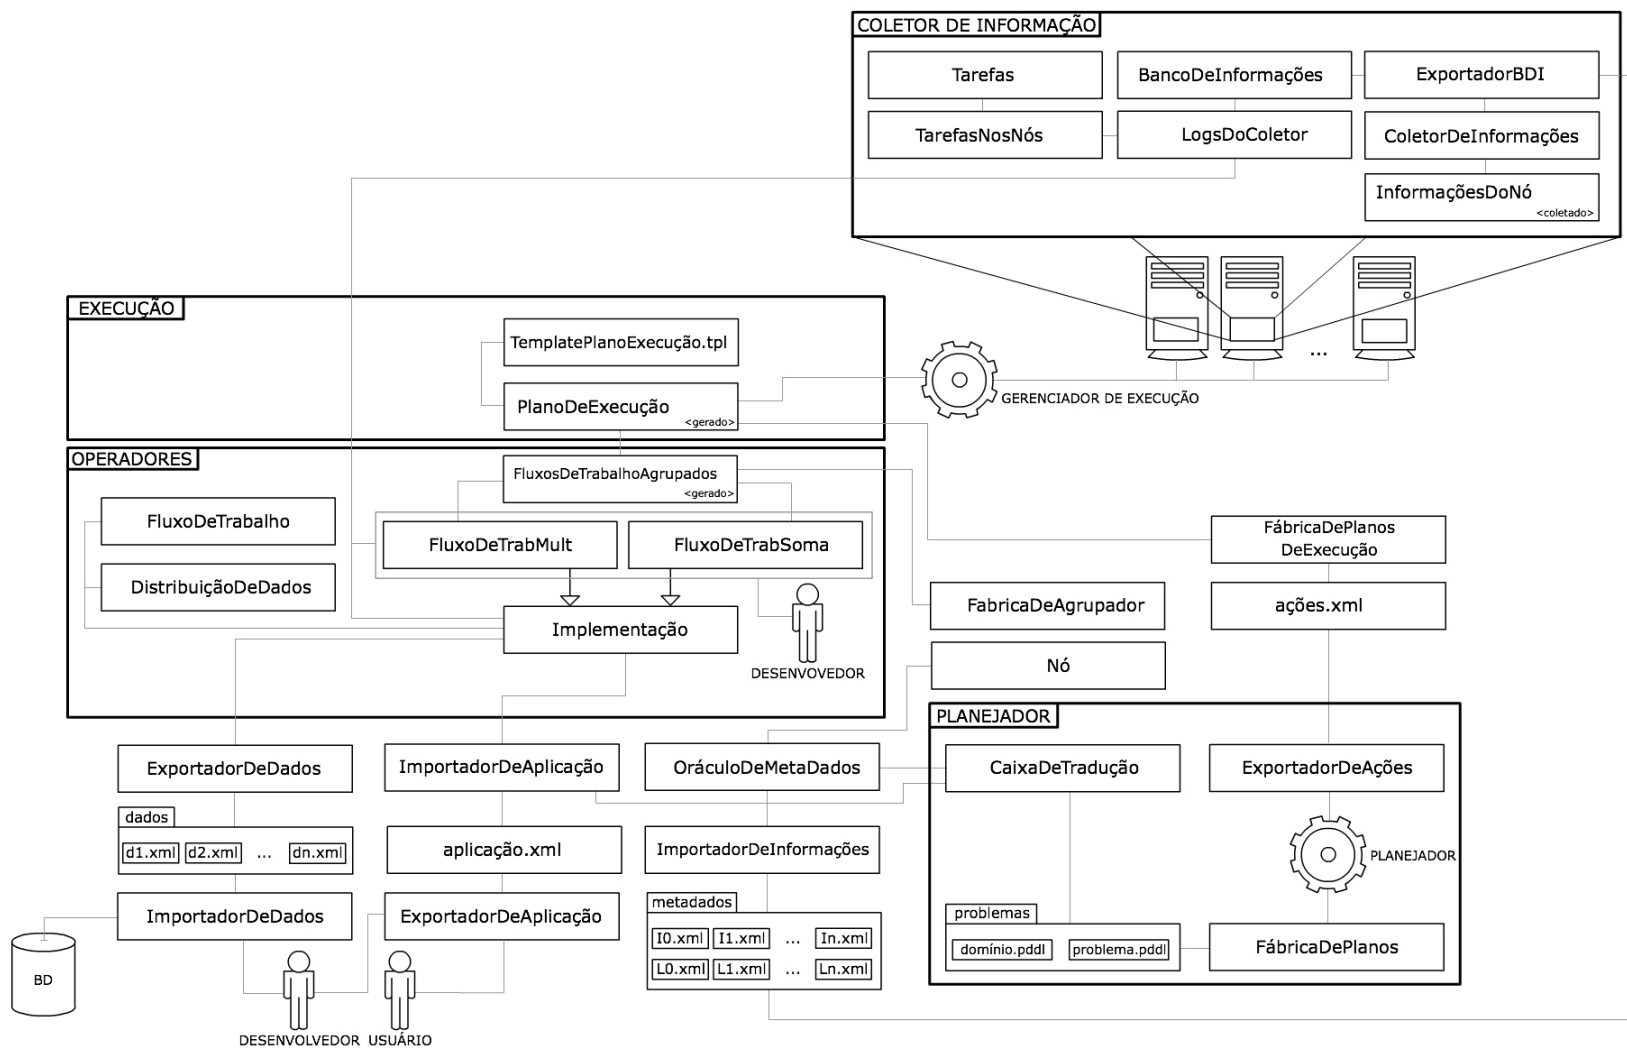 COLETOR DE INFORMAÇÃO
Tarefas
BancoDeInformações
ExportadorBDI
TarefasNosNós
LogsDoColetor
ColetorDeInformações
InformaçõesDoNó
<coletado>
...
GERENCIADOR DE EXECUÇÃO
EXECUÇÃO
TemplatePlanoExecução.tpl
PlanoDeExecução
<gerado>
OPERADORES
FluxosDeTrabalhoAgrupados
<gerado>
FluxoDeTrabalho
DistribuiçãoDeDados
FluxoDeTrabMult
FluxoDeTrabSoma
Implementação
DESENVOVEDOR
FábricaDePlanos
DeExecução
FabricaDeAgrupador
ações.xml
Nó
ExportadorDeDados
ImportadorDeAplicação
OráculoDeMetaDados
dados
d1.xml d2.xml ... dn.xml
aplicação.xml
ImportadorDeInformações
ImportadorDeDados
ExportadorDeAplicação
metadados
I0.xml I1.xml ... In.xml
L0.xml L1.xml ... Ln.xml
BD
DESENVOLVEDOR
USUÁRIO
PLANEJADOR
CaixaDeTradução
ExportadorDeAções
PLANEJADOR
problemas
domínio.pddl problema.pddl
FábricaDePlanos